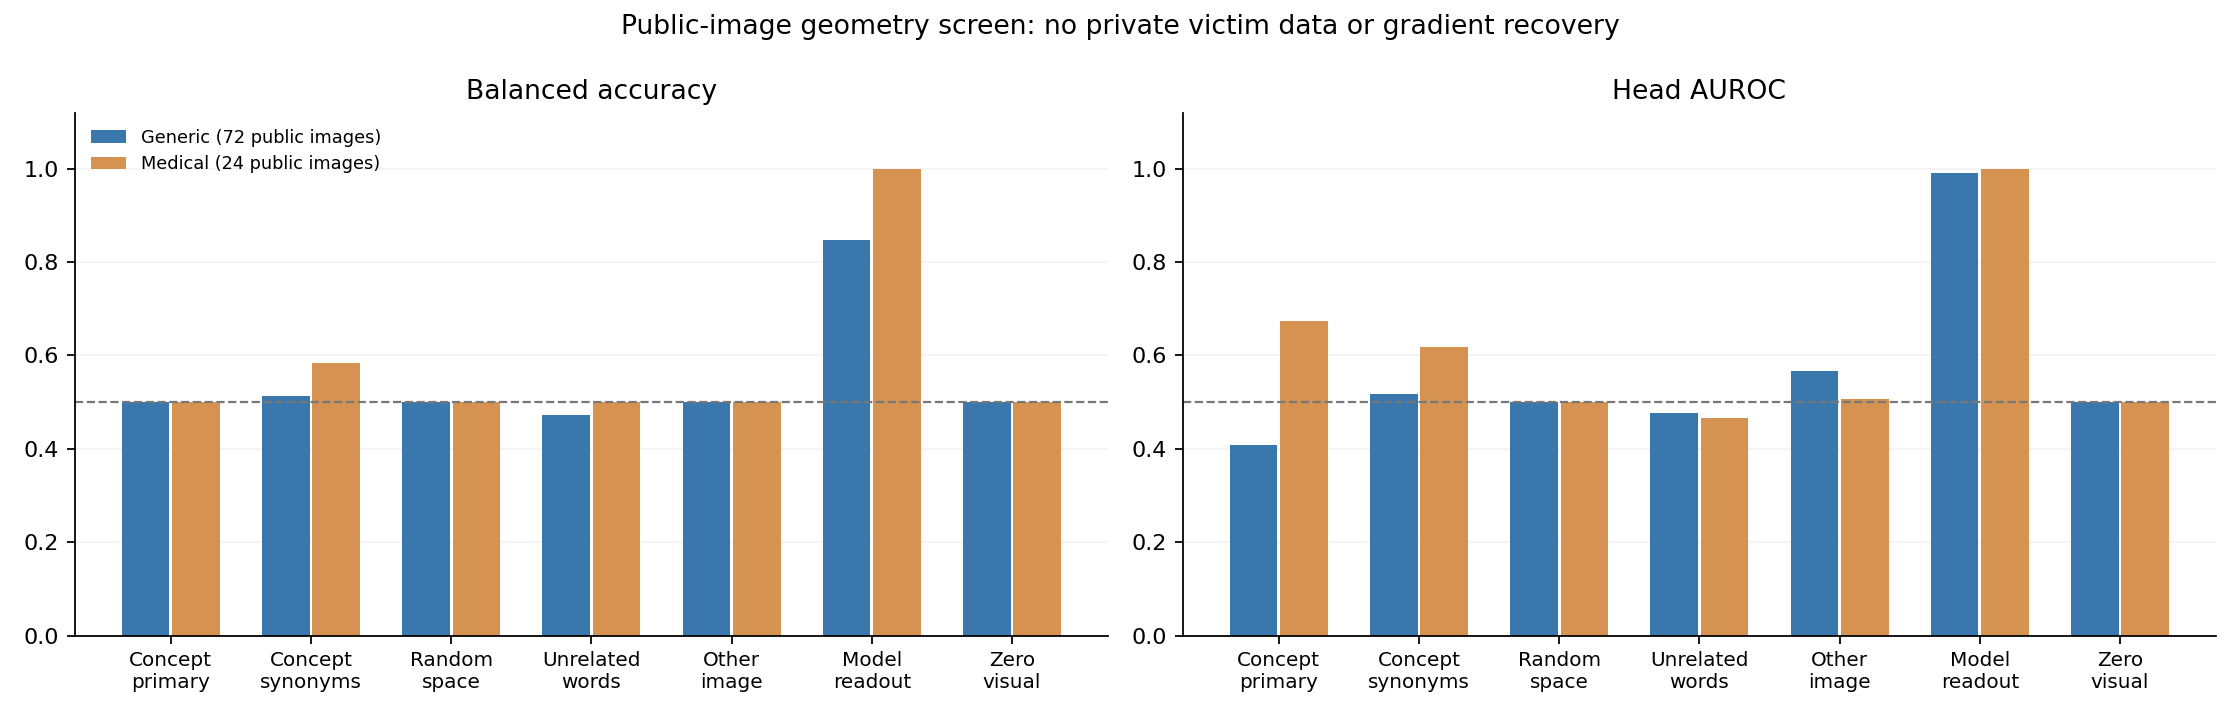 Public-image geometry screen: no private victim data or gradient recovery
Balanced accuracy
Generic (72 public images)
Medical (24 public images)
1.0
0.8
0.6
0.4
0.2
0.0
Concept primary
Concept synonyms
Random space
Unrelated words
Other image
Model readout
Zero visual
Head AUROC
1.0
0.8
0.6
0.4
0.2
0.0
Concept primary
Concept synonyms
Random space
Unrelated words
Other image
Model readout
Zero visual